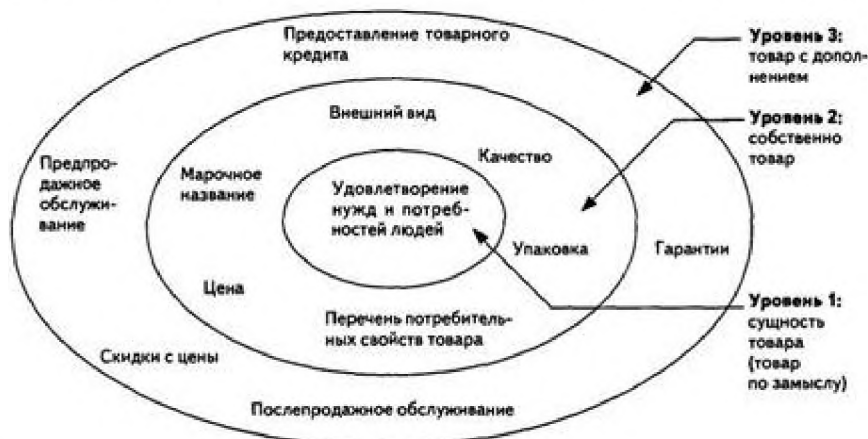 Предоставление товарного
кредита
Уровень 3:
товар с допол-
нением
Внешний вид
Уровень 2:
собственно
товар
Предпро-
дажное
обслужи-
вание
Марочное
название
Качество
Удовлетворение
нужд и потреб-
ностей людей
Упаковка
Гарантии
Цена
Перечень потребитель-
ных свойств товара
Уровень 1:
сущность
товара
(товар
по замыслу)
Скидки с цены
Послепродажное обслуживание